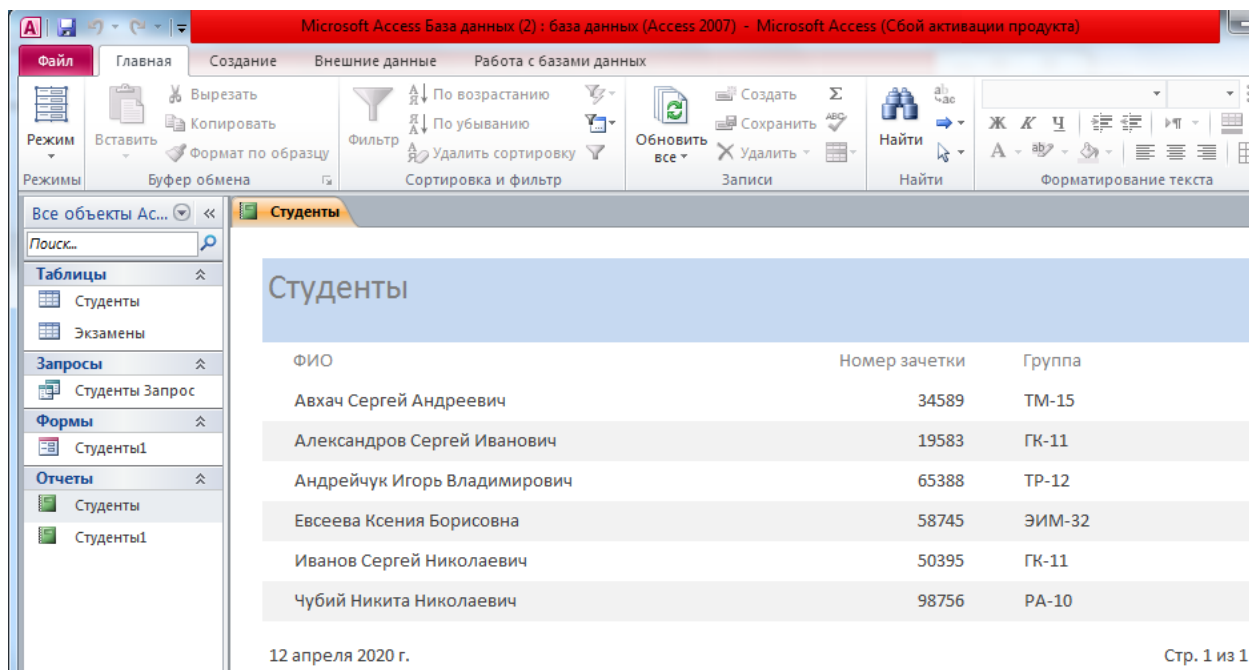 Microsoft Access База данных (2) : база данных (Access 2007) - Microsoft Access (Сбой активации продукта)
Файл Главная Создание Внешние данные Работа с базами данных
Режим
Режимы
Вставить
Вырезать
Копировать
Формат по образцу
Буфер обмена
Фильтр
По возрастанию
По убыванию
Удалить сортировку
Сортировка и фильтр
Обновить все
Создать
Сохранить
Удалить
Записи
Найти
Найти
Ж К Ч
А
Форматирование текста
Все объекты Ac...
Поиск...
Таблицы
Студенты
Экзамены
Запросы
Студенты Запрос
Формы
Студенты1
Отчеты
Студенты
Студенты1
Студенты
Студенты
ФИО Номер зачетки Группа
Авхач Сергей Андреевич 34589 ТМ-15
Александров Сергей Иванович 19583 ГК-11
Андрейчук Игорь Владимирович 65388 ТР-12
Евсеева Ксения Борисовна 58745 ЭИМ-32
Иванов Сергей Николаевич 50395 ГК-11
Чубий Никита Николаевич 98756 РА-10
12 апреля 2020 г. Стр. 1 из 1